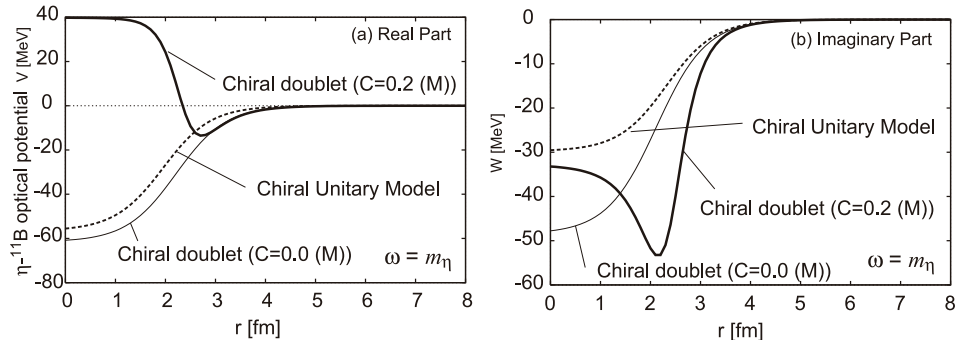 (a) Real Part
η-¹¹B optical potential V [MeV]
40
20
0
-20
-40
-60
-80
Chiral doublet (C=0.2 (M))
Chiral Unitary Model
Chiral doublet (C=0.0 (M))
ω = mη
0 1 2 3 4 5 6 7 8
r [fm]
(b) Imaginary Part
W [MeV]
0
-10
-20
-30
-40
-50
-60
Chiral Unitary Model
Chiral doublet (C=0.2 (M))
Chiral doublet (C=0.0 (M))
ω = mη
0 1 2 3 4 5 6 7 8
r [fm]